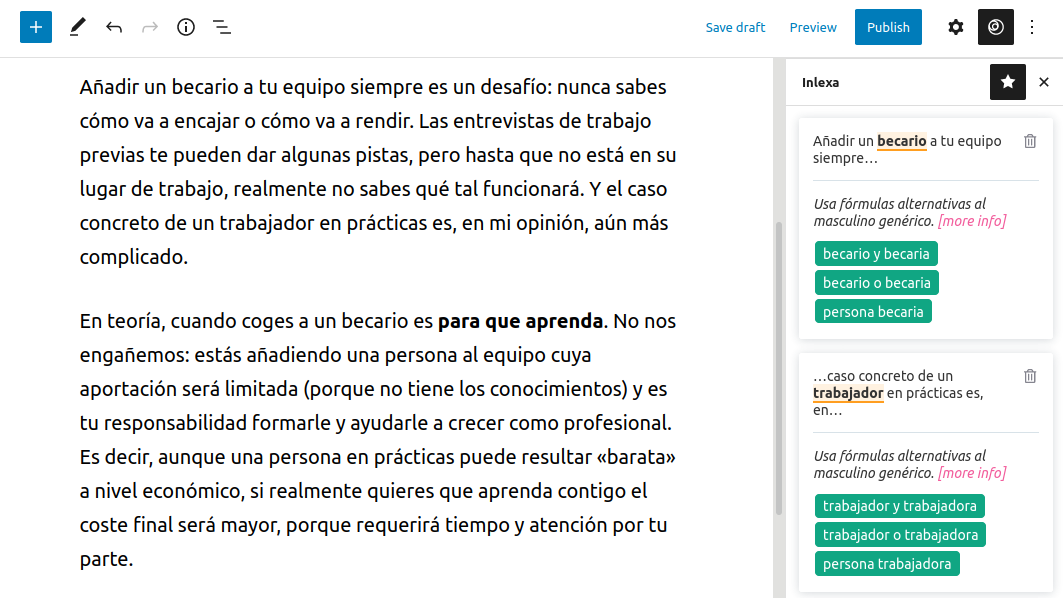 Save draft
Preview
Publish
Añadir un becario a tu equipo siempre es un desafío: nunca sabes
cómo va a encajar o cómo va a rendir. Las entrevistas de trabajo
previas te pueden dar algunas pistas, pero hasta que no está en su
lugar de trabajo, realmente no sabes qué tal funcionará. Y el caso
concreto de un trabajador en prácticas es, en mi opinión, aún más
complicado.
En teoría, cuando coges a un becario es para que aprenda. No nos
engañemos: estás añadiendo una persona al equipo cuya
aportación será limitada (porque no tiene los conocimientos) y es
tu responsabilidad formarle y ayudarle a crecer como profesional.
Es decir, aunque una persona en prácticas puede resultar «barata»
a nivel económico, si realmente quieres que aprenda contigo el
coste final será mayor, porque requerirá tiempo y atención por tu
parte.
Inlexa
Añadir un becario a tu equipo
siempre…
Usa fórmulas alternativas al
masculino genérico. [more info]
becario y becaria
becario o becaria
persona becaria
…caso concreto de un
trabajador en prácticas es,
en…
Usa fórmulas alternativas al
masculino genérico. [more info]
trabajador y trabajadora
trabajador o trabajadora
persona trabajadora